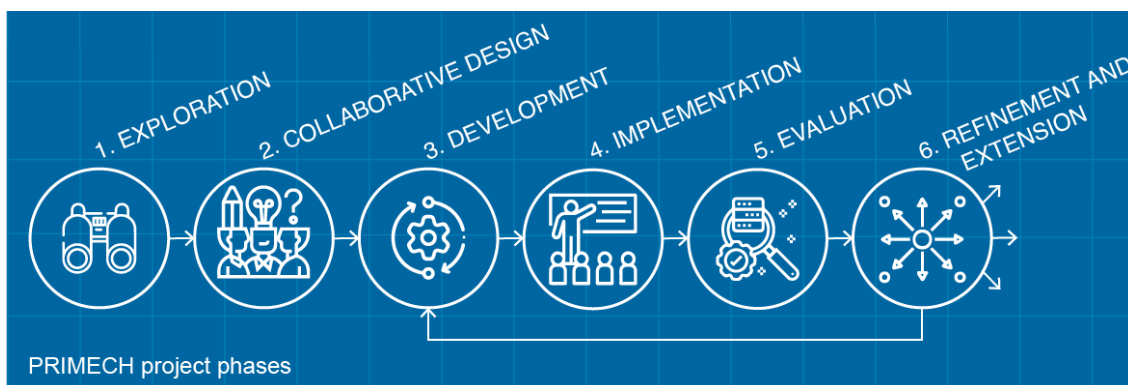 1. EXPLORATION
2. COLLABORATIVE DESIGN
3. DEVELOPMENT
4. IMPLEMENTATION
5. EVALUATION
6. REFINEMENT AND
EXTENSION
?
PRIMECH project phases